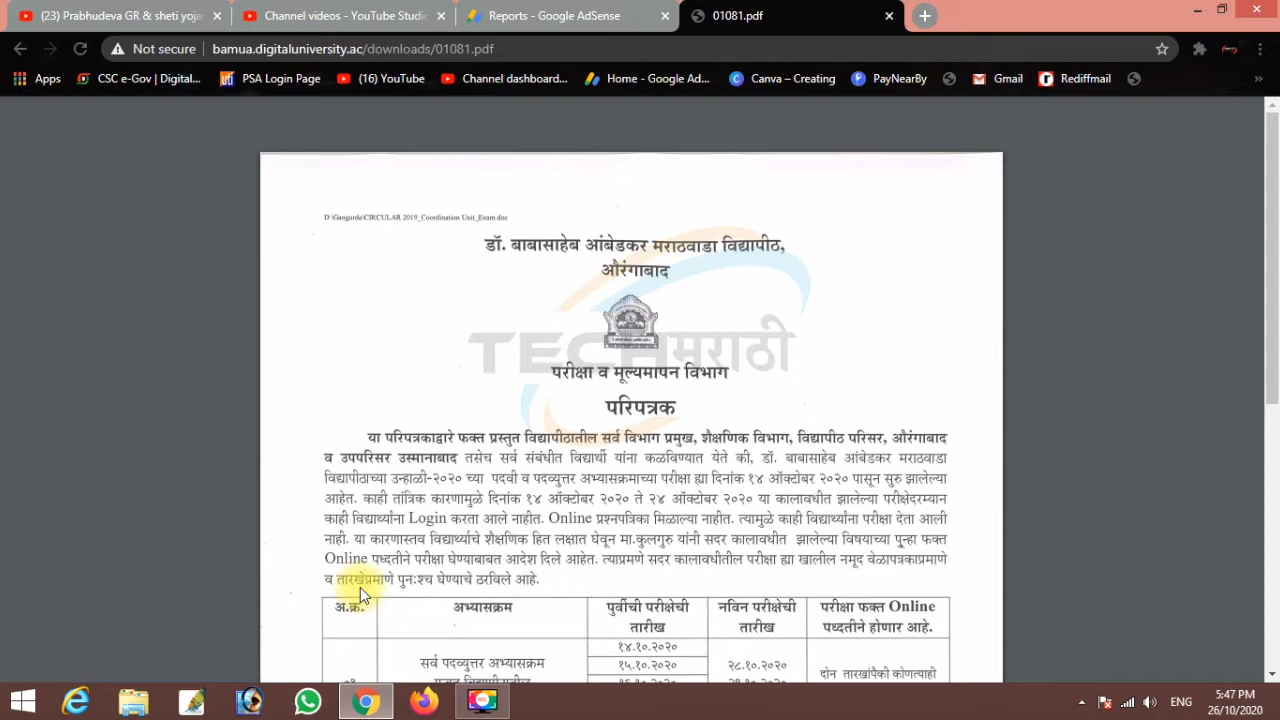 (23) Prabhudeva GR & sheti yoja
Channel videos - YouTube Studio
Reports - Google AdSense
01081.pdf
Not secure
bamua.digitaluniversity.ac/downloads/01081.pdf
Apps
CSC e-Gov | Digital...
PSA Login Page
(16) YouTube
Channel dashboard...
Home - Google Ad...
Canva – Creating
PayNearBy
Gmail
Rediffmail
D:\Gangurde\CIRCULAR 2019_Coordination Unit_Exam.doc
डॉ. बाबासाहेब आंबेडकर मराठवाडा विद्यापीठ,
औरंगाबाद
TECHमराठी
परीक्षा व मूल्यमापन विभाग
परिपत्रक
या परिपत्रकाद्वारे फक्त प्रस्तुत विद्यापीठातील सर्व विभाग प्रमुख, शैक्षणिक विभाग, विद्यापीठ परिसर, औरंगाबाद
व उपपरिसर उस्मानाबाद तसेच सर्व संबंधीत विद्यार्थी यांना कळविण्यात येते की, डॉ. बाबासाहेब आंबेडकर मराठवाडा
विद्यापीठाच्या उन्हाळी-२०२० च्या पदवी व पदव्युत्तर अभ्यासक्रमाच्या परीक्षा ह्या दिनांक १४ ऑक्टोबर २०२० पासून सुरु झालेल्या
आहेत. काही तांत्रिक कारणामुळे दिनांक १४ ऑक्टोबर २०२० ते २४ ऑक्टोबर २०२० या कालावधीत झालेल्या परीक्षेदरम्यान
काही विद्यार्थ्यांना Login करता आले नाहीत. Online प्रश्नपत्रिका मिळाल्या नाहीत. त्यामुळे काही विद्यार्थ्यांना परीक्षा देता आली
नाही. या कारणास्तव विद्यार्थ्याचे शैक्षणिक हित लक्षात घेवून मा.कुलगुरु यांनी सदर कालावधीत झालेल्या विषयाच्या पुन्हा फक्त
Online पध्दतीने परीक्षा घेण्याबाबत आदेश दिले आहेत. त्याप्रमणे सदर कालावधीतील परीक्षा ह्या खालील नमूद वेळापत्रकाप्रमाणे
व तारखेप्रमाणे पुन:श्च घेण्याचे ठरविले आहे.
अ.क्र.
अभ्यासक्रम
पुर्वीची परीक्षेची
तारीख
नविन परीक्षेची
तारीख
परीक्षा फक्त Online
पध्दतीने होणार आहे.
१४.१०.२०२०
सर्व पदव्युत्तर अभ्यासक्रम
१५.१०.२०२०
२८.१०.२०२०
दोन तारखांपैकी कोणत्याही
ENG
5:47 PM
26/10/2020